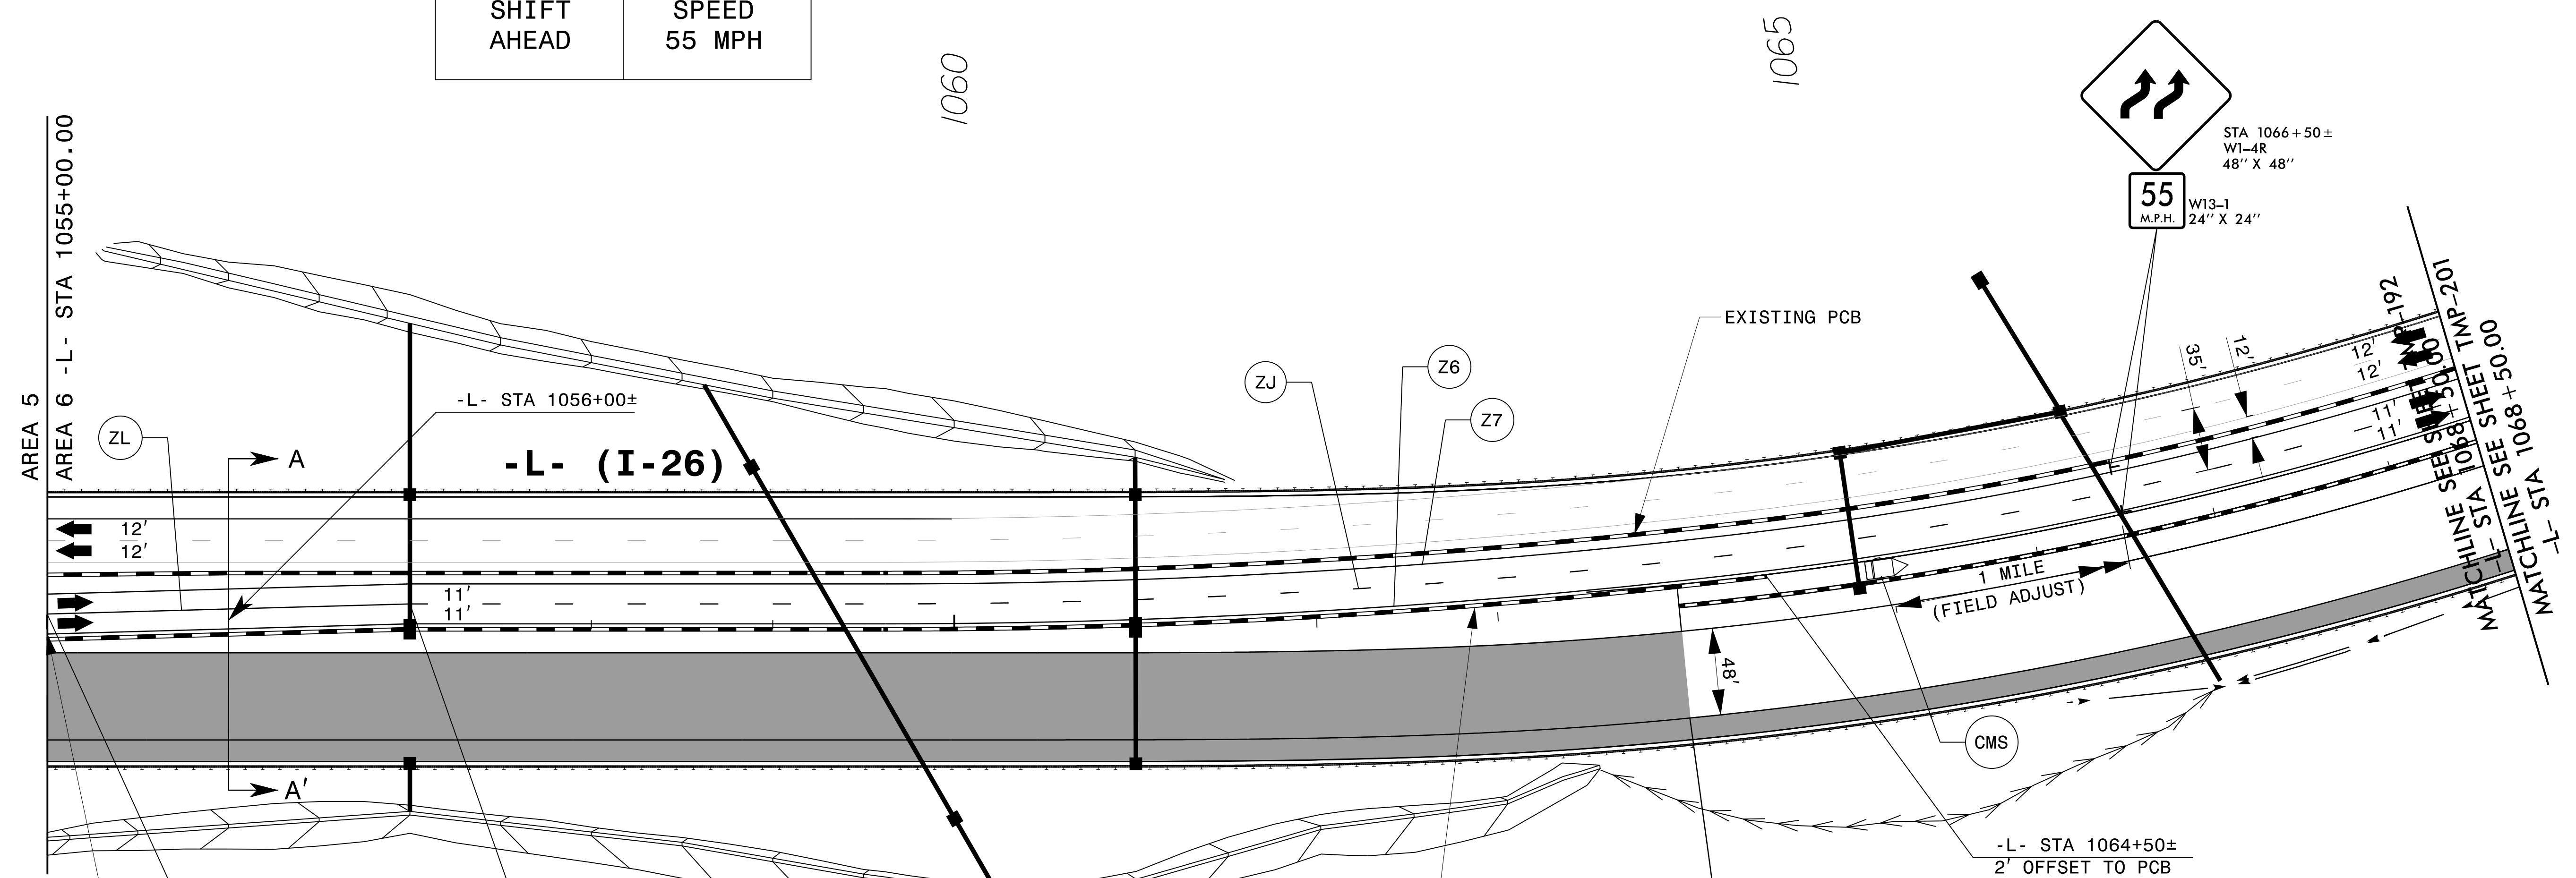 SHIFT
AHEAD
SPEED
55 MPH
1060
1065
STA 1066+50±
W1-4R
48" X 48"
55
M.P.H.
W13-1
24" X 24"
AREA 5
AREA 6 -L- STA 1055+00.00
ZL
A
-L- STA 1056+00±
-L- (I-26)
ZJ
Z6
Z7
EXISTING PCB
35'
12'
12'
12'
11'
11'
12'
12'
11'
11'
1 MILE
(FIELD ADJUST)
48'
A'
CMS
-L- STA 1064+50±
2' OFFSET TO PCB
MATCHLINE SEE SHEET TMP-192
-L- STA 1068+50.00
MATCHLINE SEE SHEET TMP-201
-L- STA 1068+50.00